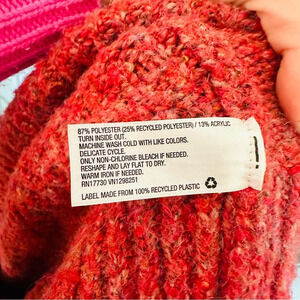 87% POLYESTER (25% RECYCLED POLYESTER) / 13% ACRYLIC
TURN INSIDE OUT.
MACHINE WASH COLD WITH LIKE COLORS.
DELICATE CYCLE.
ONLY NON-CHLORINE BLEACH IF NEEDED.
RESHAPE AND LAY FLAT TO DRY.
WARM IRON IF NEEDED.
RN17730 VN1298251
LABEL MADE FROM 100% RECYCLED PLASTIC